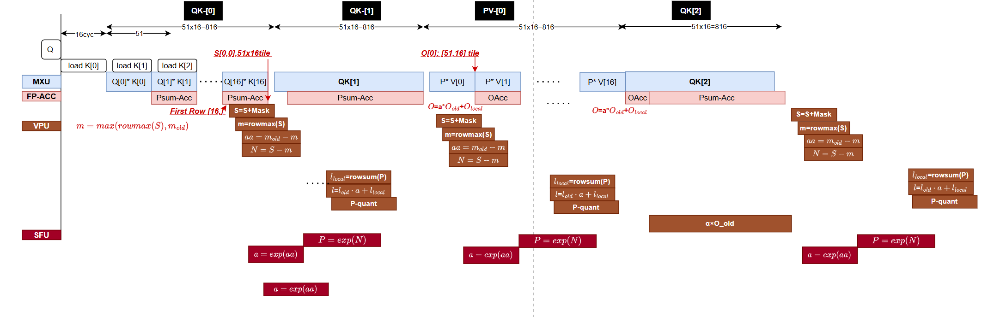 QK-[0]
QK-[1]
PV-[0]
QK[2]
51x16=816
51x16=816
51x16=816
51x16=816
16cyc
51
Q
S[0,0],51x16tile
O[0]: [51,16] tile
load K[0]
load K[1]
load K[2]
MXU
Q[0]* K[0]
Q[1]* K[1]
......
Q[16]* K[16]
QK[1]
P* V[0]
P* V[1]
.....
P* V[16]
QK[2]
FP-ACC
Psum-Acc
Psum-Acc
Psum-Acc
OAcc
.....
OAcc
Psum-Acc
First Row [16,]
S=S+Mask
O=a*O_old+O_local
O=a*O_old+O_local
S=S+Mask
S=S+Mask
VPU
m = max(rowmax(S), m_old)
m=rowmax(S)
m=rowmax(S)
m=rowmax(S)
aa = m_old − m
aa = m_old − m
aa = m_old − m
N = S − m
N = S − m
N = S − m
.....
l_local=rowsum(P)
l_local=rowsum(P)
l_local=rowsum(P)
l=l_old · a + l_local
l=l_old · a + l_local
l=l_old · a + l_local
P-quant
P-quant
P-quant
α×O_old
SFU
P = exp(N)
P = exp(N)
P = exp(N)
a = exp(aa)
a = exp(aa)
a = exp(aa)
a = exp(aa)